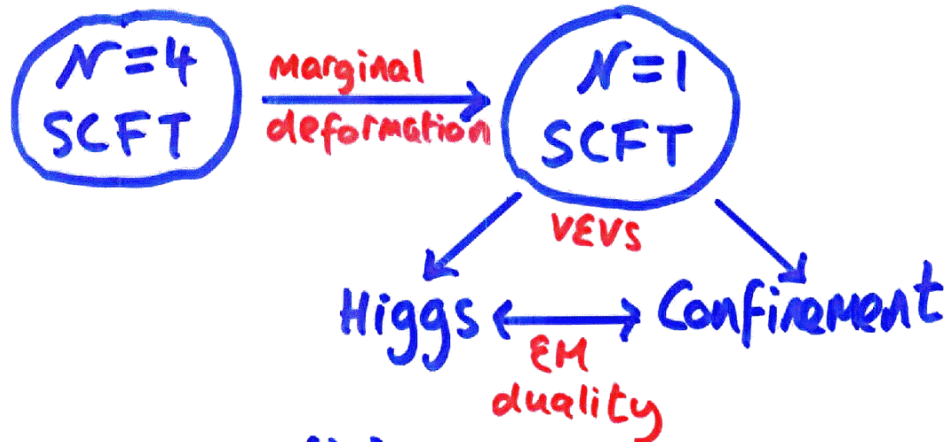 N=4
SCFT
marginal
deformation
N=1
SCFT
VEVS
Higgs
Confinement
EM
duality